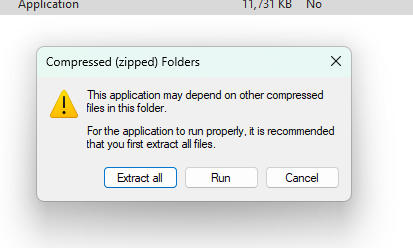 Application 11,731 KB No
Compressed (zipped) Folders
This application may depend on other compressed
files in this folder.
For the application to run properly, it is recommended
that you first extract all files.
Extract all Run Cancel